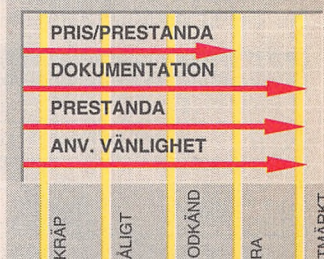 PRIS/PRESTANDA
DOKUMENTATION
PRESTANDA
ANV. VÄNLIGHET
KRÄP
ÅLIGT
ODKÄND
RA
TMÄRKT